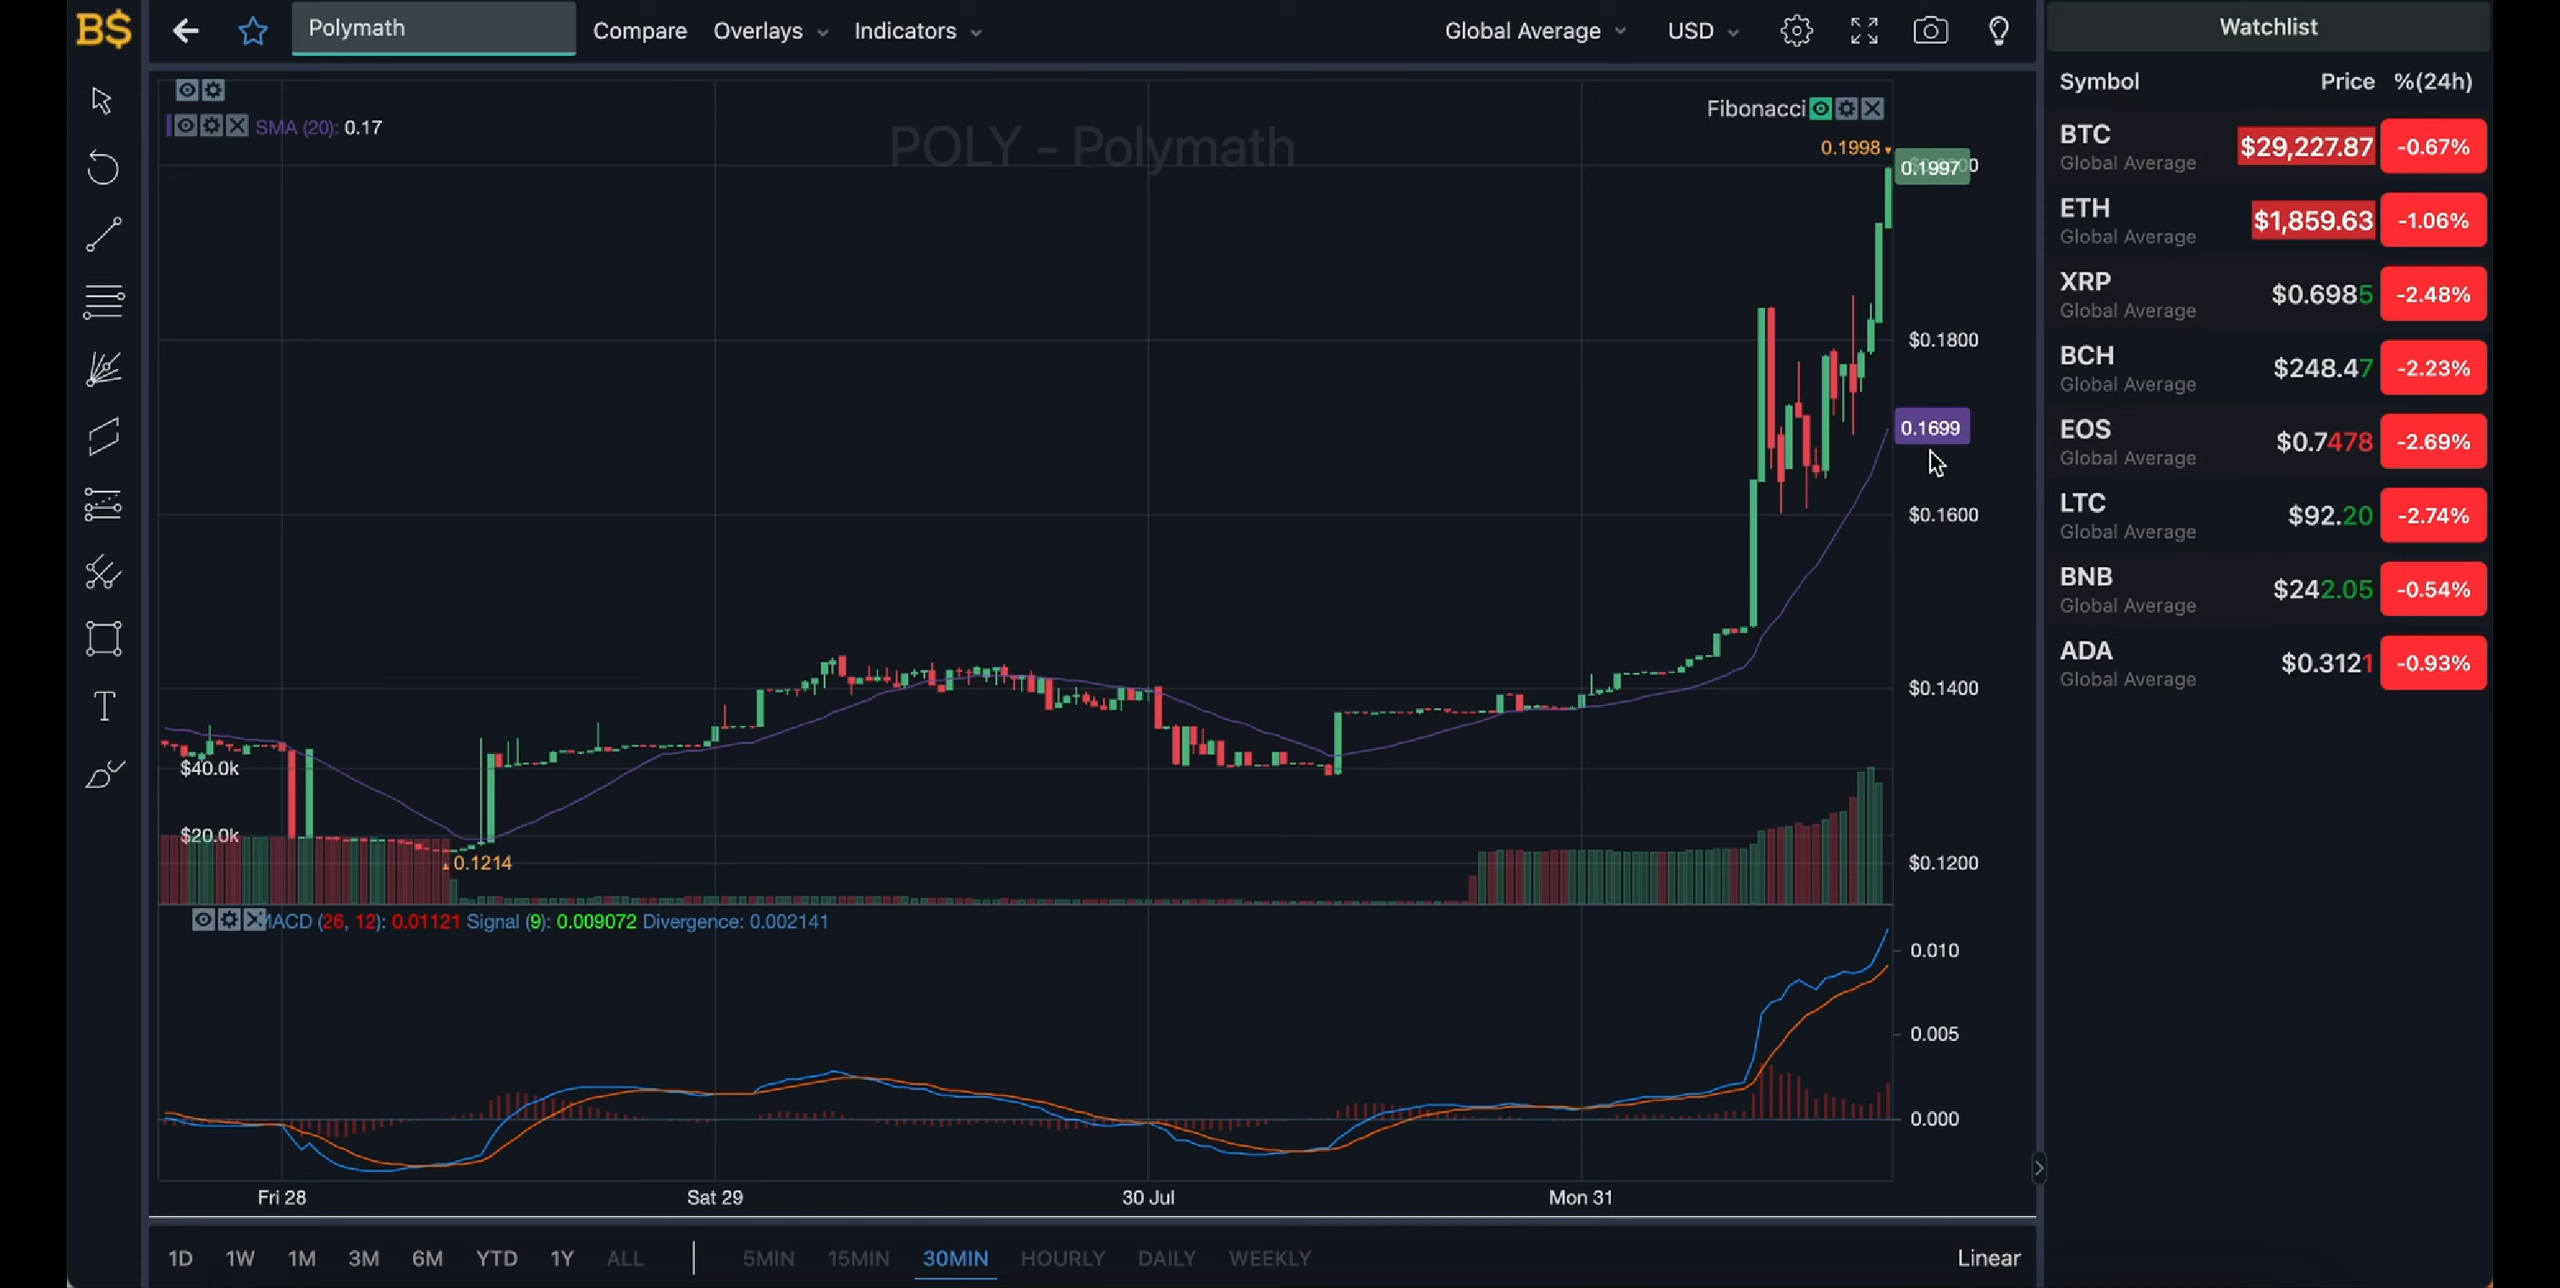 B$
Polymath
Compare
Overlays
Indicators
Global Average
USD
Watchlist
Symbol Price %(24h)
BTC $29,227.87 -0.67%
Global Average
ETH $1,859.63 -1.06%
Global Average
XRP $0.6985 -2.48%
Global Average
BCH $248.47 -2.23%
Global Average
EOS $0.7478 -2.69%
Global Average
LTC $92.20 -2.74%
Global Average
BNB $242.05 -0.54%
Global Average
ADA $0.3121 -0.93%
Global Average
SMA (20): 0.17
POLY - Polymath
Fibonacci
0.1998
0.1997
$0.1800
0.1699
$0.1600
$0.1400
$40.0k
$20.0k
0.1214
$0.1200
MACD (26, 12): 0.01121 Signal (9): 0.009072 Divergence: 0.002141
0.010
0.005
0.000
Fri 28
Sat 29
30 Jul
Mon 31
1D 1W 1M 3M 6M YTD 1Y ALL 5MIN 15MIN 30MIN HOURLY DAILY WEEKLY Linear
T